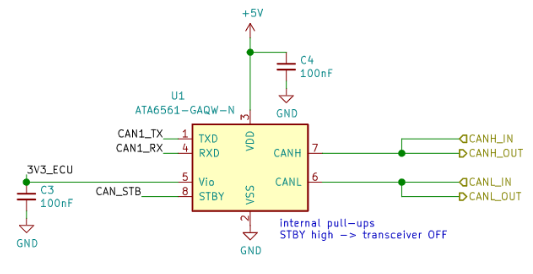 +5V
C4
100nF
GND
U1
ATA6561-GAQW-N
3
VDD
CAN1_TX 1 TXD
CAN1_RX 4 RXD
CANH 7
CANH_IN
CANH_OUT
3V3_ECU
5 Vio
CANL 6
CANL_IN
CANL_OUT
C3
100nF
CAN_STB 8 STBY
VSS
2
GND
GND
internal pull-ups
STBY high -> transceiver OFF